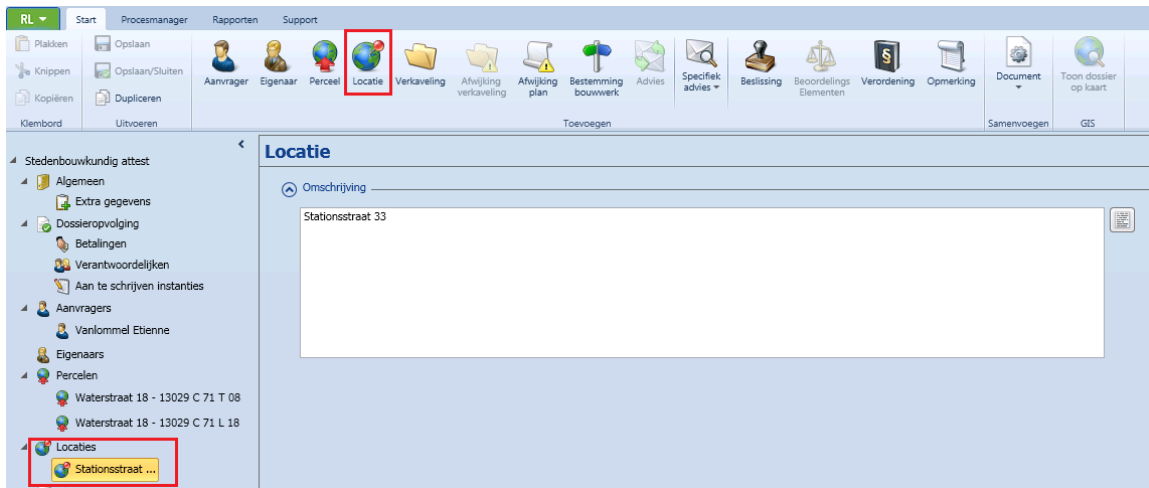 RL
Start Procesmanager Rapporten Support
Plakken
Knippen
Kopiëren
Klembord
Opslaan
Opslaan/Sluiten
Dupliceren
Uitvoeren
Aanvrager
Eigenaar
Perceel
Locatie
Verkaveling
Afwijking
verkaveling
Afwijking
plan
Bestemming
bouwwerk
Advies
Specifiek
advies
Beslissing
Beoordelings
Elementen
Verordening
Opmerking
Toevoegen
Document
Samenvoegen
Toon dossier
op kaart
GIS
Stedenbouwkundig attest
Algemeen
Extra gegevens
Dossieropvolging
Betalingen
Verantwoordelijken
Aan te schrijven instanties
Aanvragers
Vanlommel Etienne
Eigenaars
Percelen
Waterstraat 18 - 13029 C 71 T 08
Waterstraat 18 - 13029 C 71 L 18
Locaties
Stationsstraat ...
Locatie
Omschrijving
Stationsstraat 33